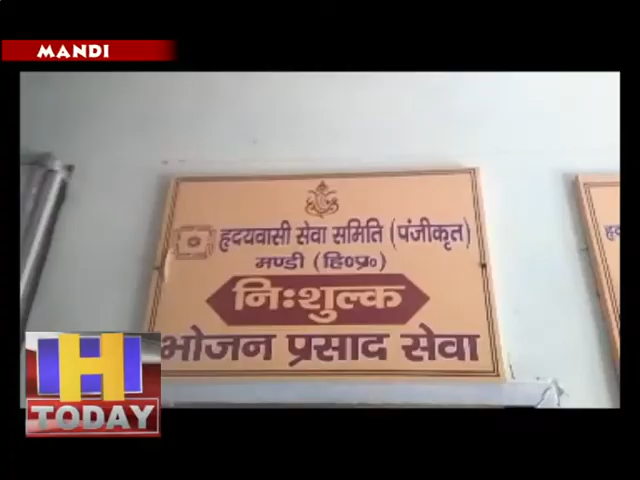 MANDI
हृदयवासी सेवा समिति (पंजीकृत)
मण्डी (हि०प्र०)
निःशुल्क
भोजन प्रसाद सेवा
H
TODAY